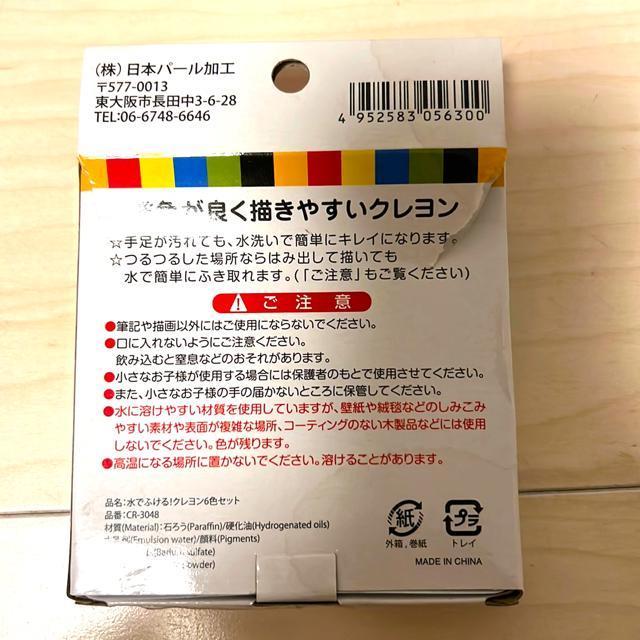 (株)日本パール加工
〒577-0013
東大阪市長田中3-6-28
TEL:06-6748-6646
4 952583 056300
が良く描きやすいクレヨン
☆手足が汚れても、水洗いで簡単にキレイになります。
☆つるつるした場所ならはみ出して描いても
水で簡単にふき取れます。(「ご注意」もご覧ください)
ご注意
●筆記や描画以外にはご使用にならないでください。
●口に入れないようにご注意ください。
飲み込むと窒息などのおそれがあります。
●小さなお子様が使用する場合には保護者のもとで使用させてください。
●また、小さなお子様の手の届かないところに保管してください。
●水に溶けやすい材質を使用していますが、壁紙や絨毯などのしみこみ
やすい素材や表面が複雑な場所、コーティングのない木製品などには使用
しないでください。色が残ります。
●高温になる場所に置かないでください。溶けることがあります。
品名:水でふける!クレヨン6色セット
品番:CR-3048
材質(Material):石ろう(Paraffin)/硬化油(Hydrogenated oils)
(Emulsion water)/顔料(Pigments)
紙
外箱,巻紙
プラ
トレイ
MADE IN CHINA